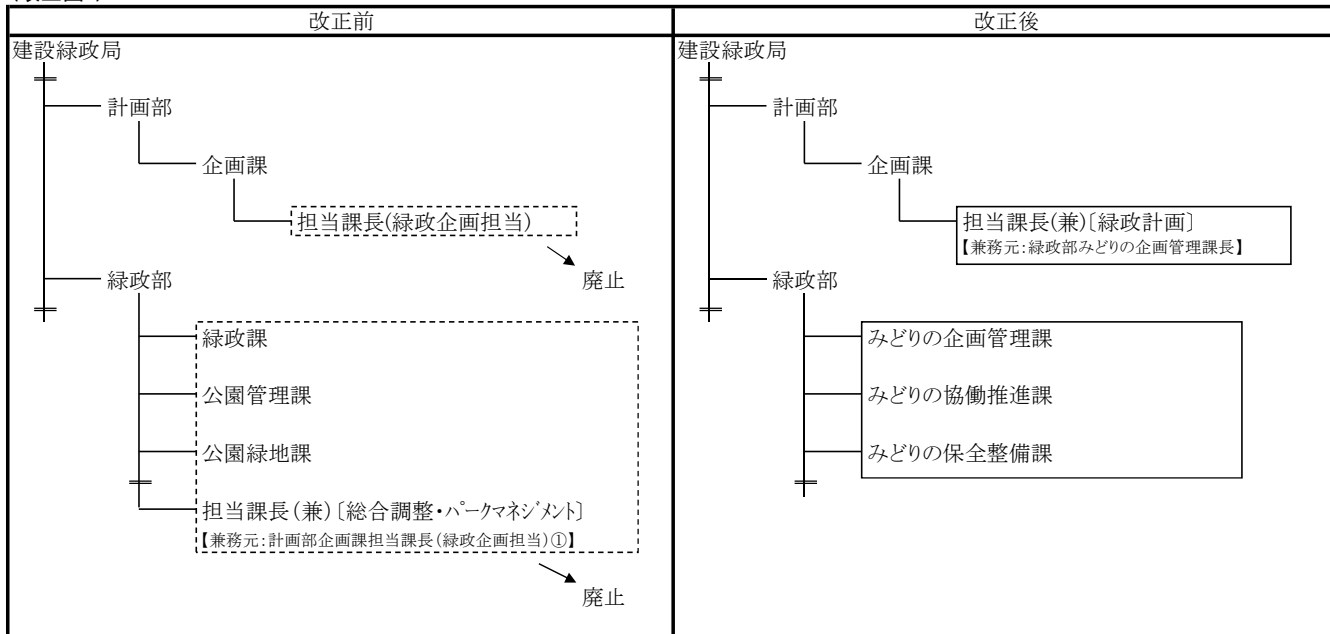 改正前
建設緑政局
計画部
企画課
担当課長(緑政企画担当)
廃止
緑政部
緑政課
公園管理課
公園緑地課
担当課長(兼)〔総合調整・パークマネジメント〕
【兼務元:計画部企画課担当課長(緑政企画担当)①】
廃止
改正後
建設緑政局
計画部
企画課
担当課長(兼)〔緑政計画〕
【兼務元:緑政部みどりの企画管理課長】
緑政部
みどりの企画管理課
みどりの協働推進課
みどりの保全整備課